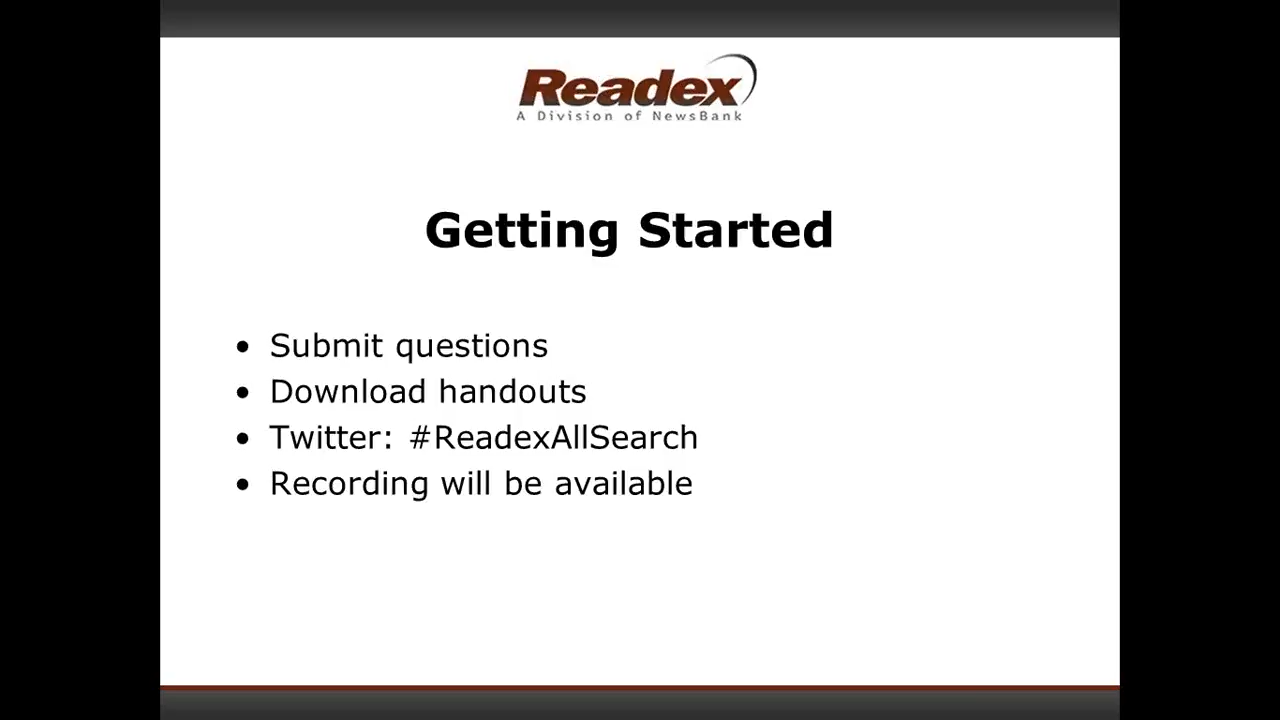 Readex
A Division of NewsBank
Getting Started
• Submit questions
• Download handouts
• Twitter: #ReadexAllSearch
• Recording will be available